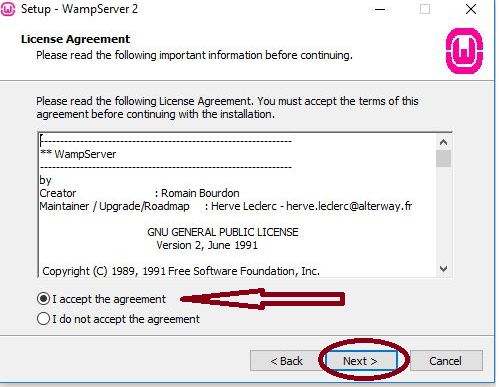 Setup - WampServer 2
License Agreement
Please read the following important information before continuing.
Please read the following License Agreement. You must accept the terms of this
agreement before continuing with the installation.
------------------------------------------------------------
** WampServer
------------------------------------------------------------
by
Creator : Romain Bourdon
Maintainer / Upgrade/Roadmap : Herve Leclerc - herve.leclerc@alterway.fr
GNU GENERAL PUBLIC LICENSE
Version 2, June 1991
Copyright (C) 1989, 1991 Free Software Foundation, Inc.
I accept the agreement
I do not accept the agreement
< Back Next > Cancel